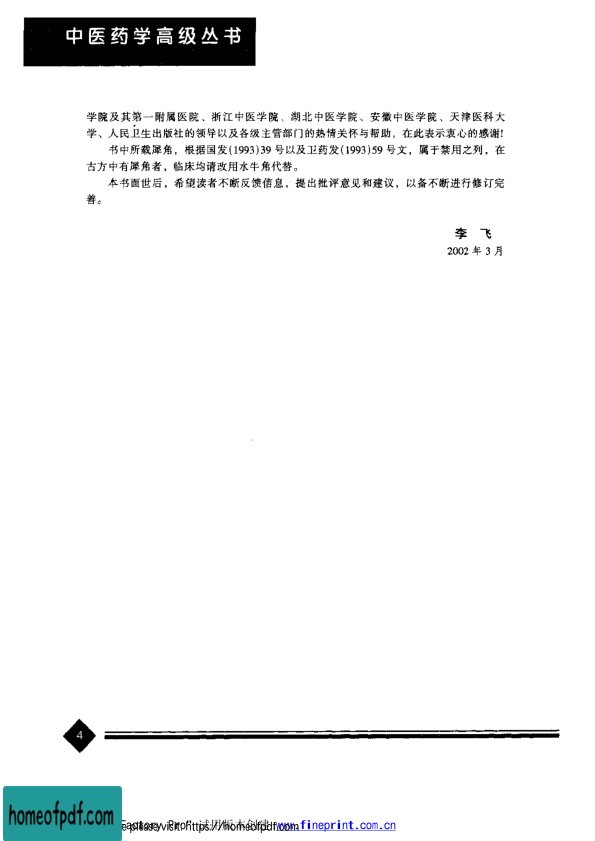 中医药学高级丛书
学院及其第一附属医院、浙江中医学院、湖北中医学院、安徽中医学院、天津医科大
学、人民卫生出版社的领导以及各级主管部门的热情关怀与帮助，在此表示衷心的感谢！
书中所载犀角，根据国发(1993)39号以及卫药发(1993)59号文，属于禁用之列，在
古方中有犀角者，临床均请改用水牛角代替。
本书面世后，希望读者不断反馈信息，提出批评意见和建议，以备不断进行修订完
善。
李 飞
2002年3月
4
homeofpdf.com
Factory Pro" 试用版本创建 www.fineprint.com.cn
please visit: https://homeofpdf.com